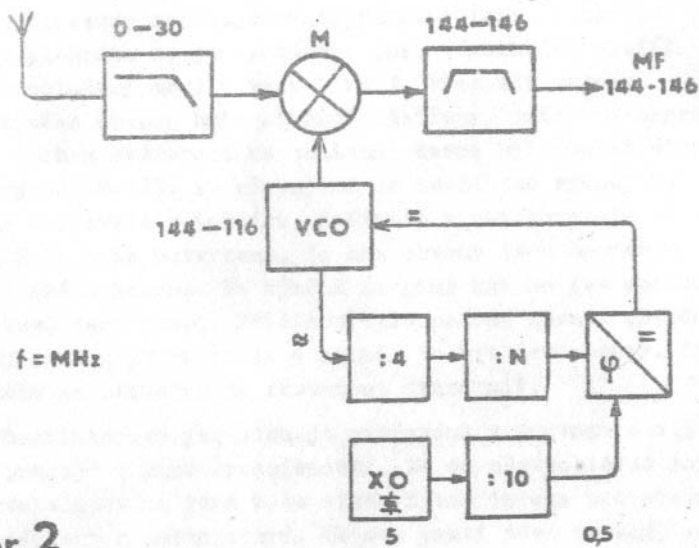 0–30
M
144–146
MF
144-146
144–116
VCO
=
≈
f = MHz
:4
:N
φ
=
XO
:10
5
0,5
2